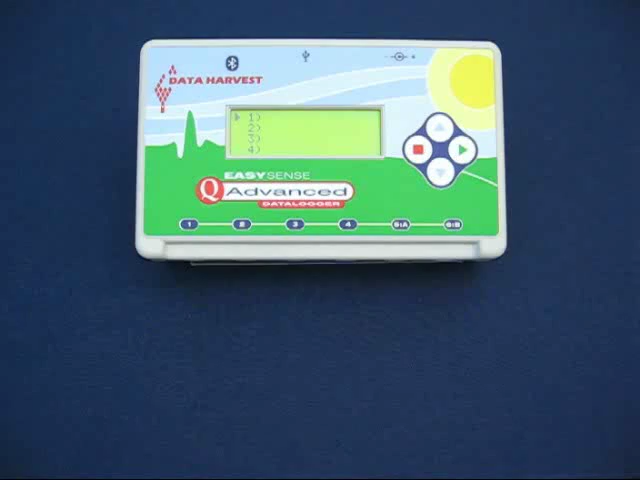 DATA HARVEST
1)
2)
3)
4)
EASYSENSE
Q Advanced
DATALOGGER
1 2 3 4 5\A 6\B